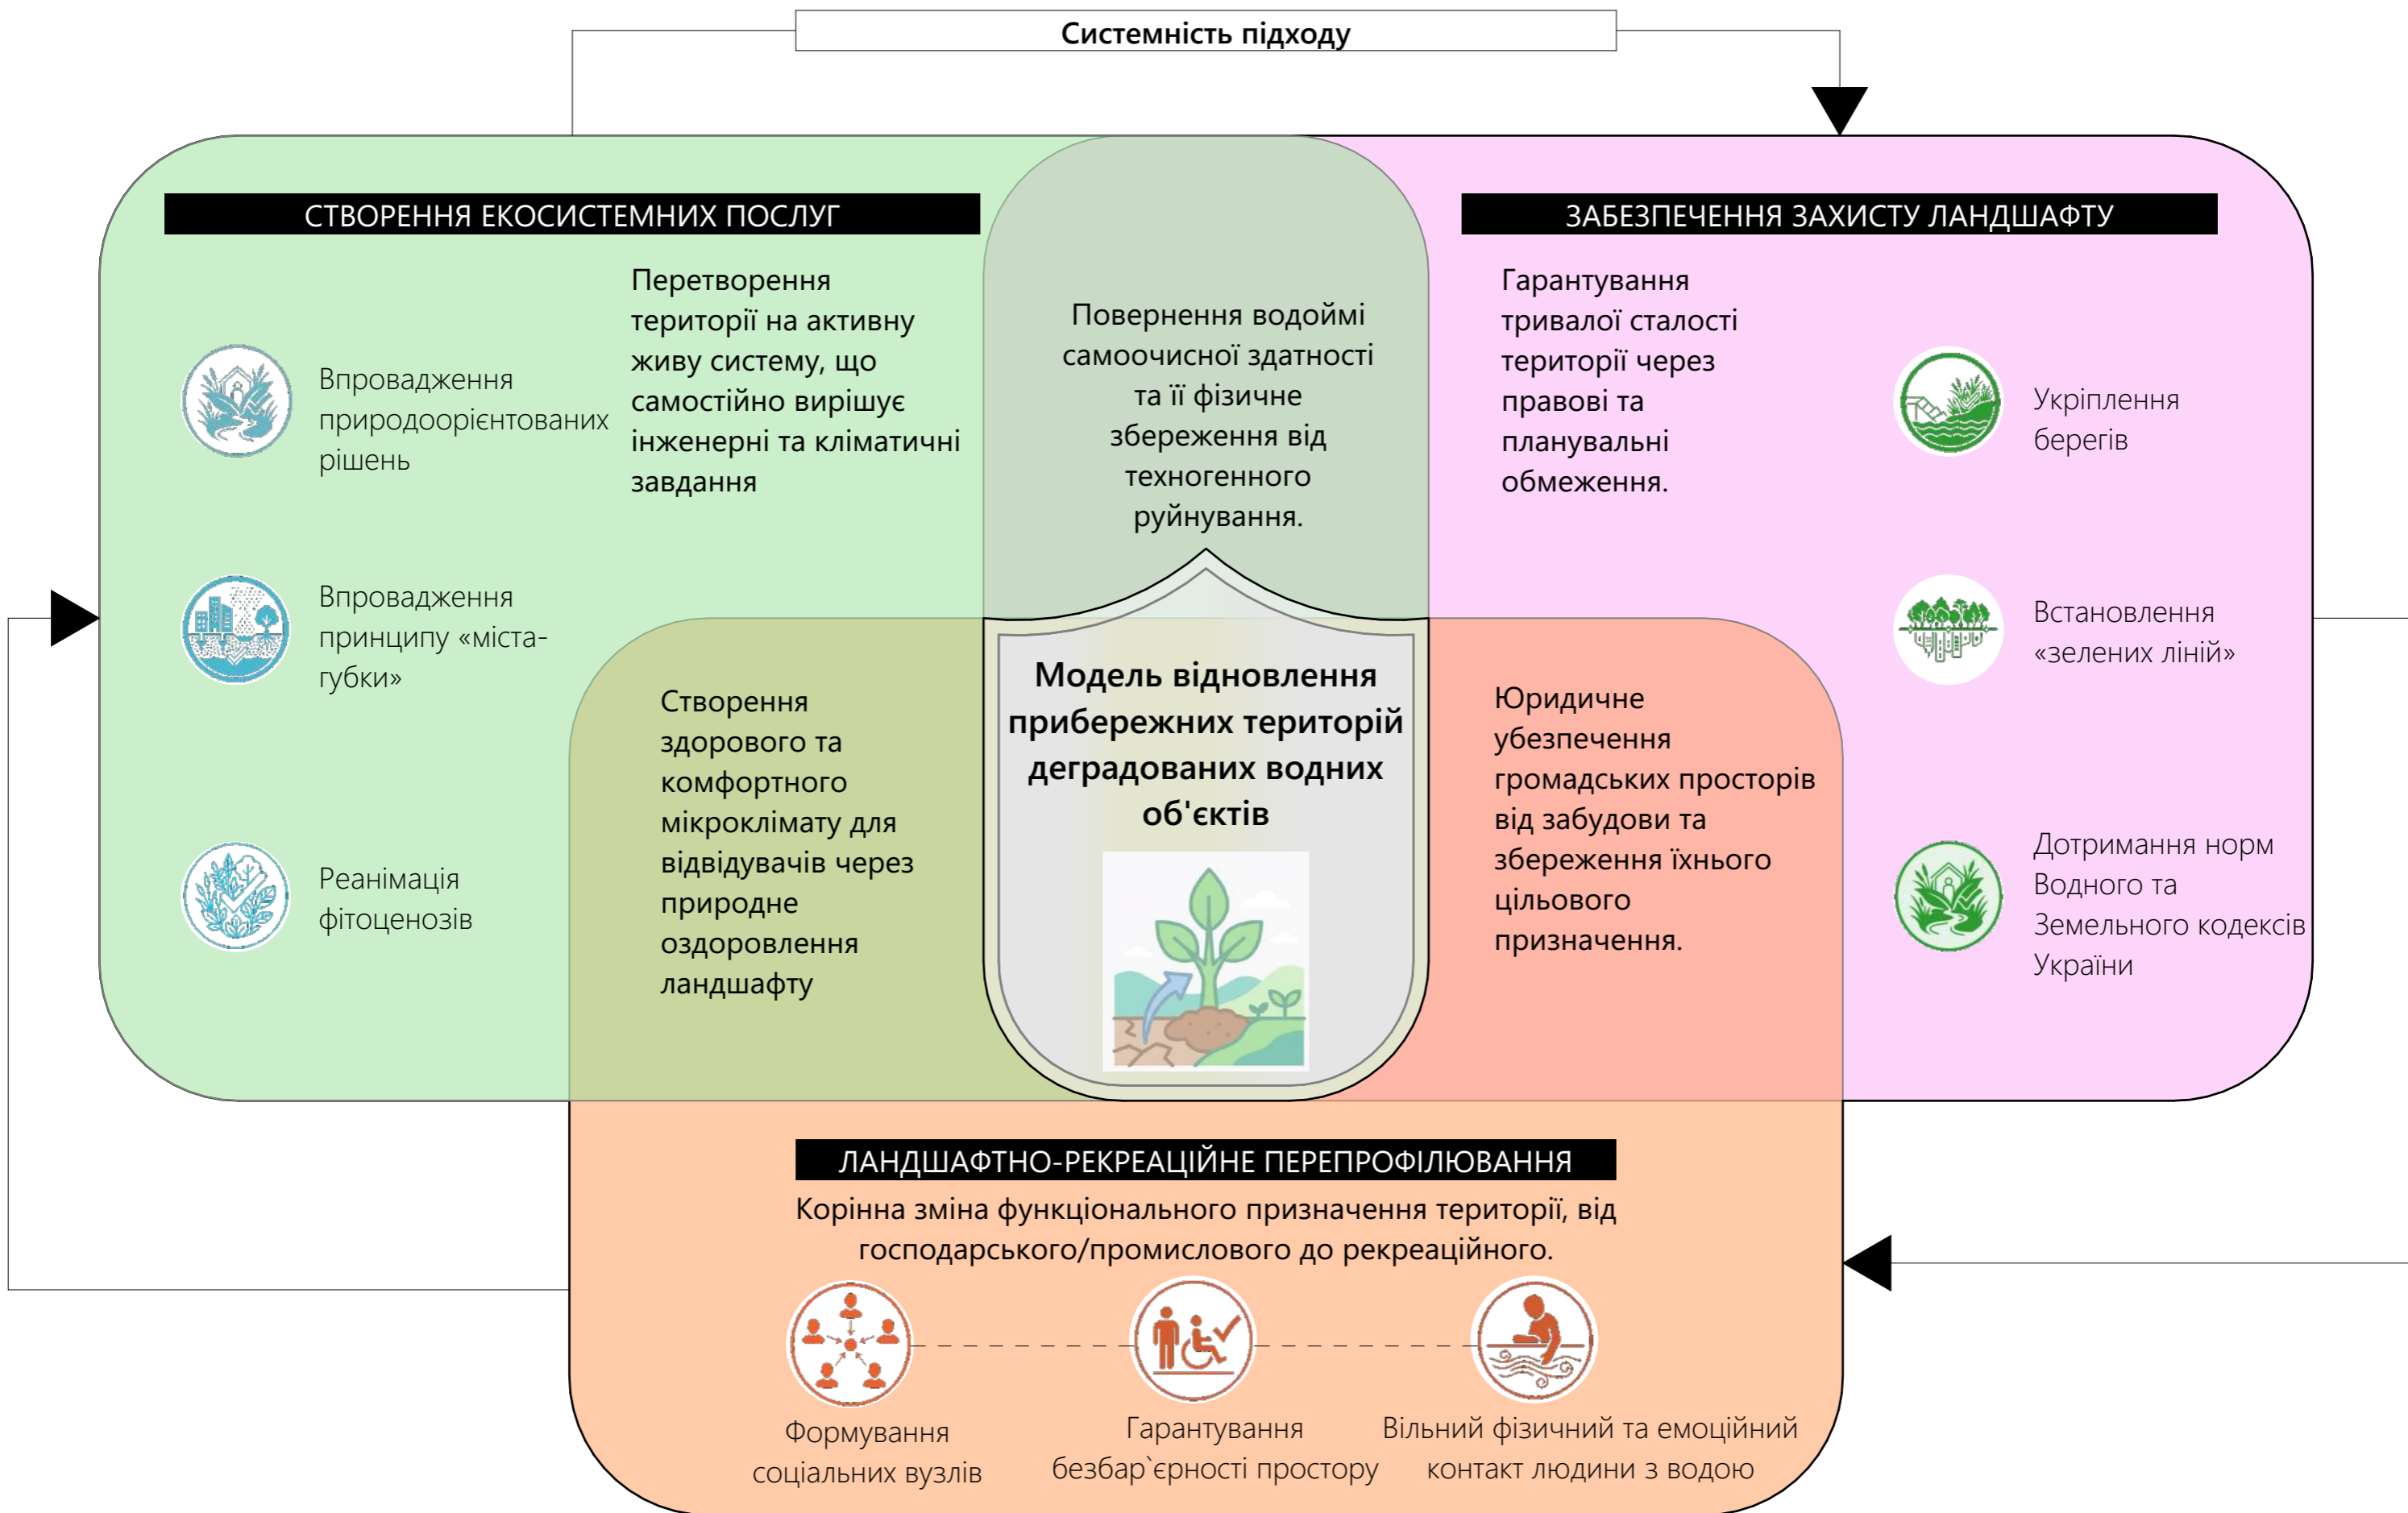 Системність підходу
СТВОРЕННЯ ЕКОСИСТЕМНИХ ПОСЛУГ
Перетворення
території на активну
живу систему, що
самостійно вирішує
інженерні та кліматичні
завдання
Впровадження
природоорієнтованих
рішень
Впровадження
принципу «міста-
губки»
Реанімація
фітоценозів
Повернення водоймі
самоочисної здатності
та її фізичне
збереження від
техногенного
руйнування.
ЗАБЕЗПЕЧЕННЯ ЗАХИСТУ ЛАНДШАФТУ
Гарантування
тривалої сталості
території через
правові та
планувальні
обмеження.
Укріплення
берегів
Встановлення
«зелених ліній»
Дотримання норм
Водного та
Земельного кодексів
України
Створення
здорового та
комфортного
мікроклімату для
відвідувачів через
природне
оздоровлення
ландшафту
Модель відновлення
прибережних територій
деградованих водних
об'єктів
Юридичне
убезпечення
громадських просторів
від забудови та
збереження їхнього
цільового
призначення.
ЛАНДШАФТНО-РЕКРЕАЦІЙНЕ ПЕРЕПРОФІЛЮВАННЯ
Корінна зміна функціонального призначення території, від
господарського/промислового до рекреаційного.
Формування
соціальних вузлів
Гарантування
безбар`єрності простору
Вільний фізичний та емоційний
контакт людини з водою